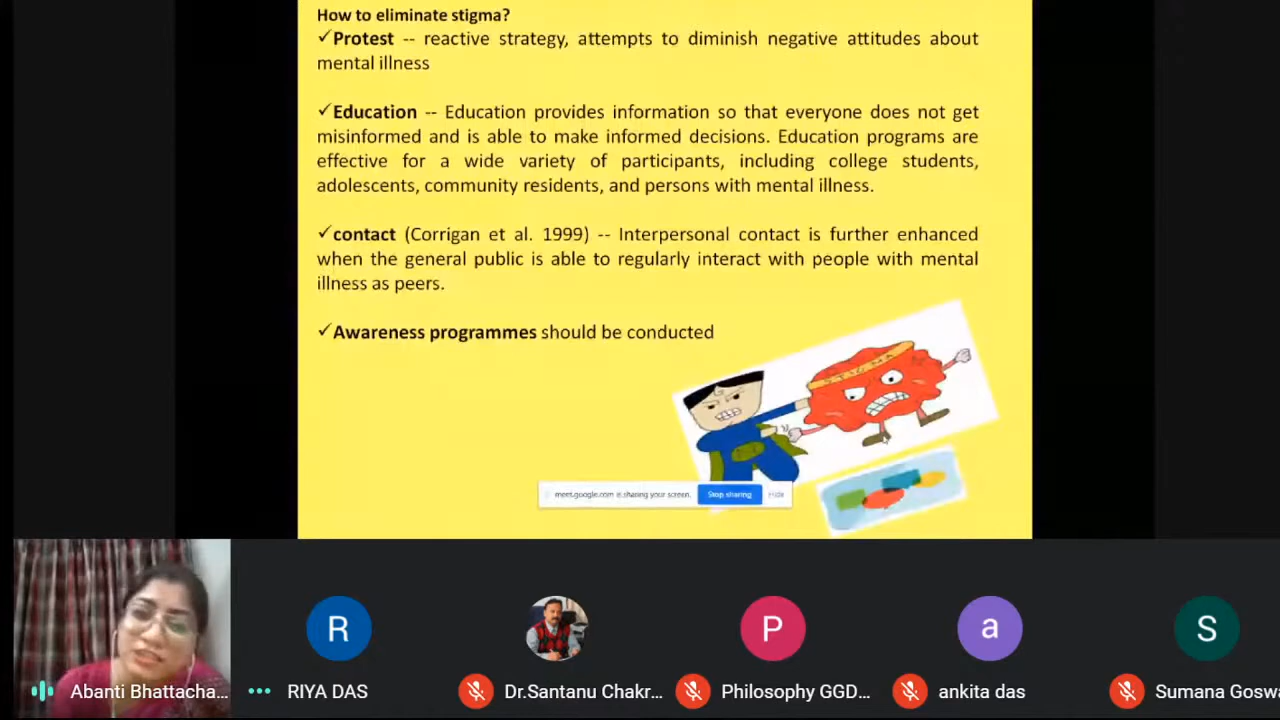 How to eliminate stigma?
✓Protest -- reactive strategy, attempts to diminish negative attitudes about
mental illness
✓Education -- Education provides information so that everyone does not get
misinformed and is able to make informed decisions. Education programs are
effective for a wide variety of participants, including college students,
adolescents, community residents, and persons with mental illness.
✓contact (Corrigan et al. 1999) -- Interpersonal contact is further enhanced
when the general public is able to regularly interact with people with mental
illness as peers.
✓Awareness programmes should be conducted
STIGMA
meet.google.com is sharing your screen.
Stop sharing
Hide
R
P
a
S
Abanti Bhattacha...
RIYA DAS
Dr.Santanu Chakr...
Philosophy GGD...
ankita das
Sumana Gosw